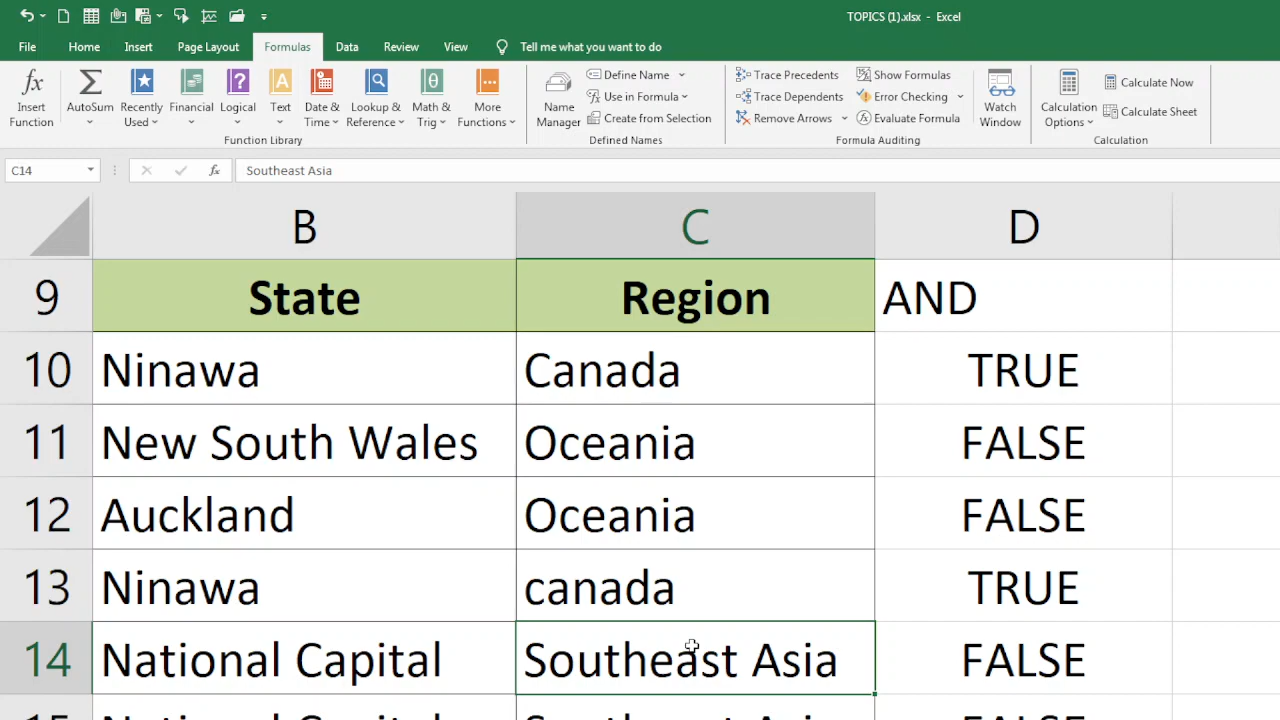 TOPICS (1).xlsx - Excel
File Home Insert Page Layout Formulas Data Review View Tell me what you want to do
fx Σ ? A θ
Insert Function
AutoSum
Recently Used
Financial
Logical
Text
Date & Time
Lookup & Reference
Math & Trig
More Functions
Function Library
Name Manager
Define Name
Use in Formula
Create from Selection
Defined Names
Trace Precedents
Trace Dependents
Remove Arrows
Show Formulas
Error Checking
Evaluate Formula
Formula Auditing
Watch Window
Calculation Options
Calculate Now
Calculate Sheet
Calculation
C14 fx Southeast Asia
B C D
9 State Region AND
10 Ninawa Canada TRUE
11 New South Wales Oceania FALSE
12 Auckland Oceania FALSE
13 Ninawa canada TRUE
14 National Capital Southeast Asia FALSE